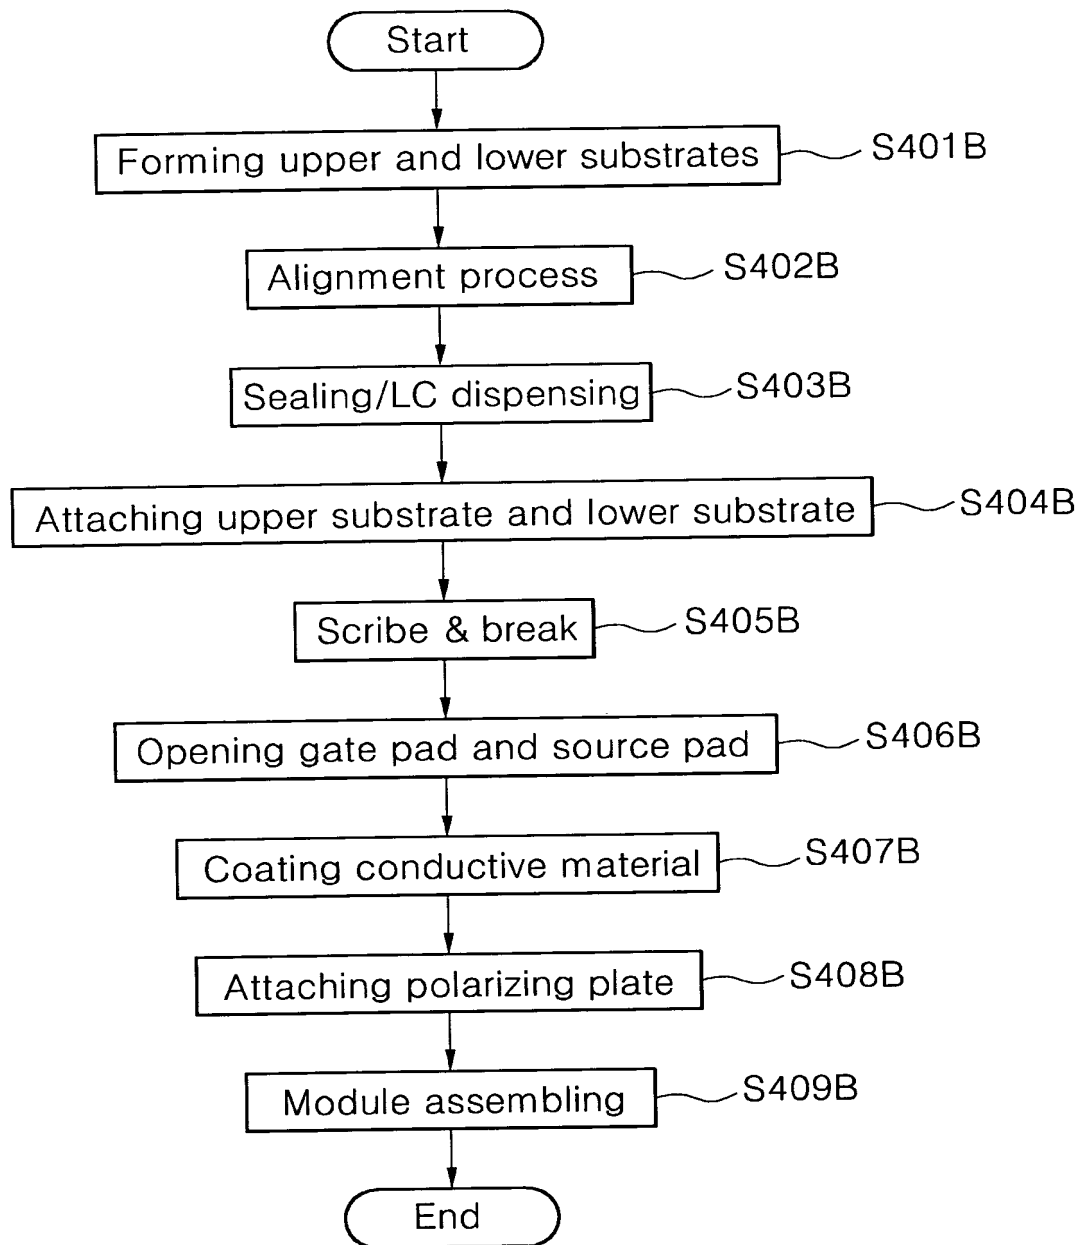 Start
Forming upper and lower substrates
S401B
Alignment process
S402B
Sealing/LC dispensing
S403B
Attaching upper substrate and lower substrate
S404B
Scribe & break
S405B
Opening gate pad and source pad
S406B
Coating conductive material
S407B
Attaching polarizing plate
S408B
Module assembling
S409B
End